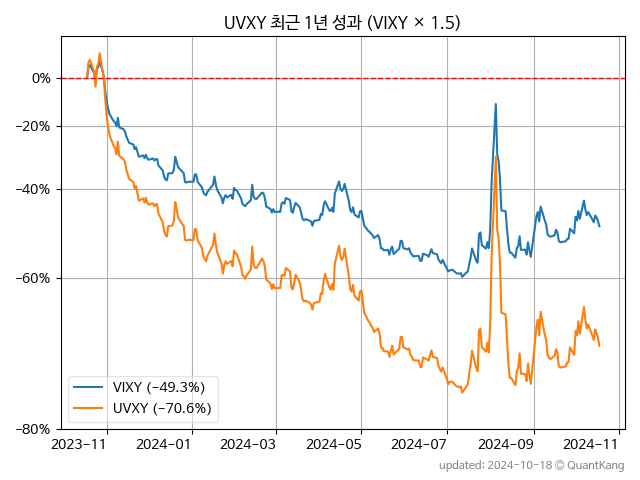 UVXY 최근 1년 성과 (VIXY × 1.5)
0%
−20%
−40%
−60%
−80%
VIXY (−49.3%)
UVXY (−70.6%)
2023−11 2024−01 2024−03 2024−05 2024−07 2024−09 2024−11
updated: 2024-10-18 © QuantKang